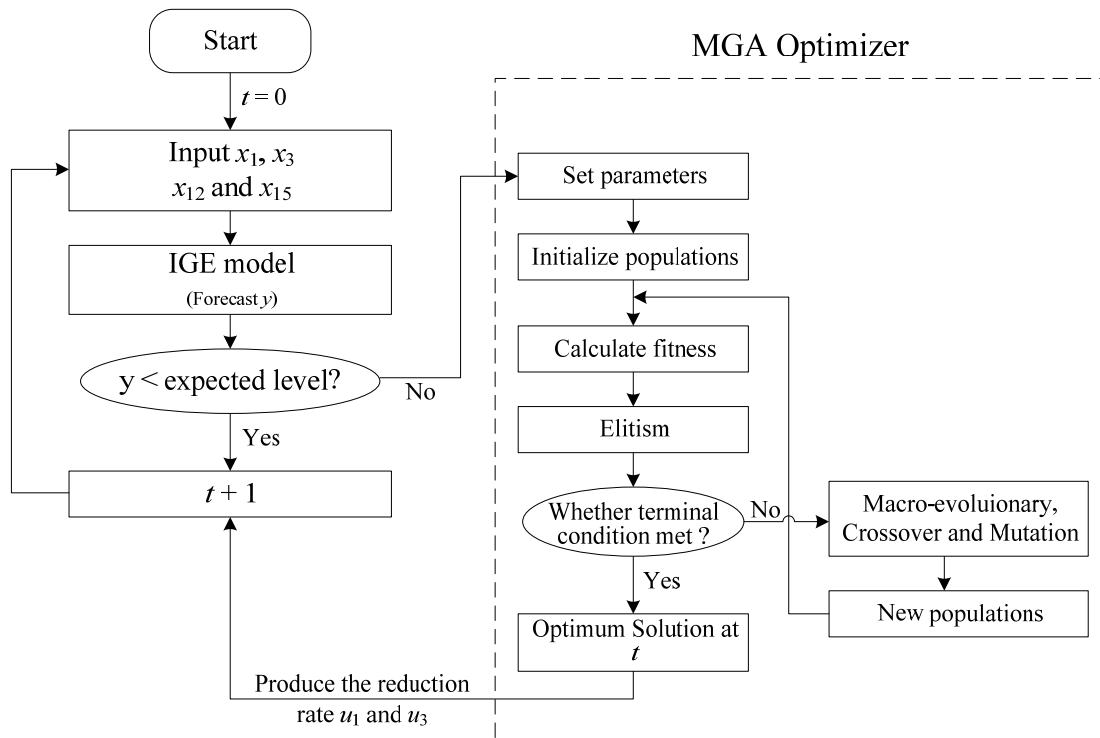 Start
t = 0
Input x1, x3
x12 and x15
IGE model
(Forecast y)
y < expected level?
No
Yes
t + 1
MGA Optimizer
Set parameters
Initialize populations
Calculate fitness
Elitism
Whether terminal
condition met ?
No
Yes
Macro-evoluionary,
Crossover and Mutation
New populations
Optimum Solution at
t
Produce the reduction
rate u1 and u3